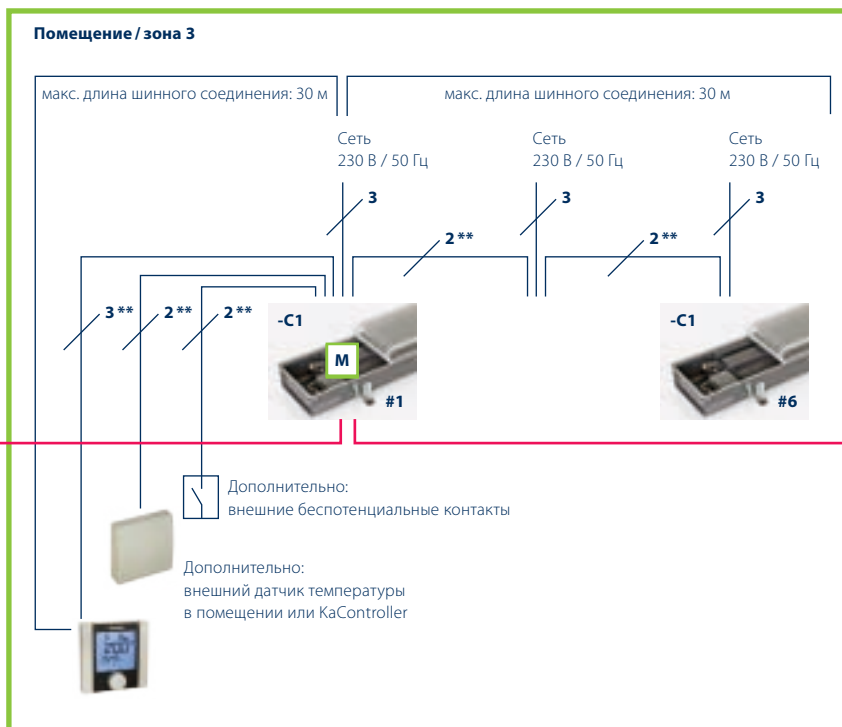 Помещение / зона 3
макс. длина шинного соединения: 30 м
макс. длина шинного соединения: 30 м
Сеть
230 В / 50 Гц
Сеть
230 В / 50 Гц
Сеть
230 В / 50 Гц
3
3
3
2 **
2 **
3 **
2 **
2 **
-C1
M
#1
-C1
#6
Дополнительно:
внешние беспотенциальные контакты
Дополнительно:
внешний датчик температуры
в помещении или KaController